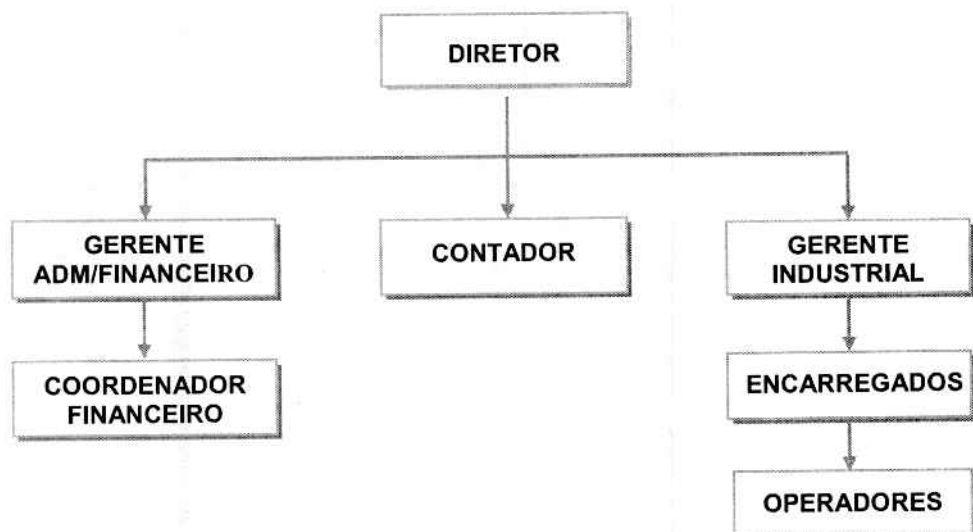 DIRETOR
GERENTE
ADM/FINANCEIRO
CONTADOR
GERENTE
INDUSTRIAL
COORDENADOR
FINANCEIRO
ENCARREGADOS
OPERADORES